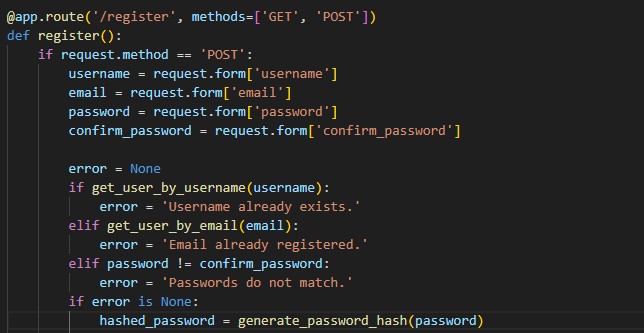 @app.route('/register', methods=['GET', 'POST'])
def register():
    if request.method == 'POST':
        username = request.form['username']
        email = request.form['email']
        password = request.form['password']
        confirm_password = request.form['confirm_password']

        error = None
        if get_user_by_username(username):
            error = 'Username already exists.'
        elif get_user_by_email(email):
            error = 'Email already registered.'
        elif password != confirm_password:
            error = 'Passwords do not match.'
        if error is None:
            hashed_password = generate_password_hash(password)